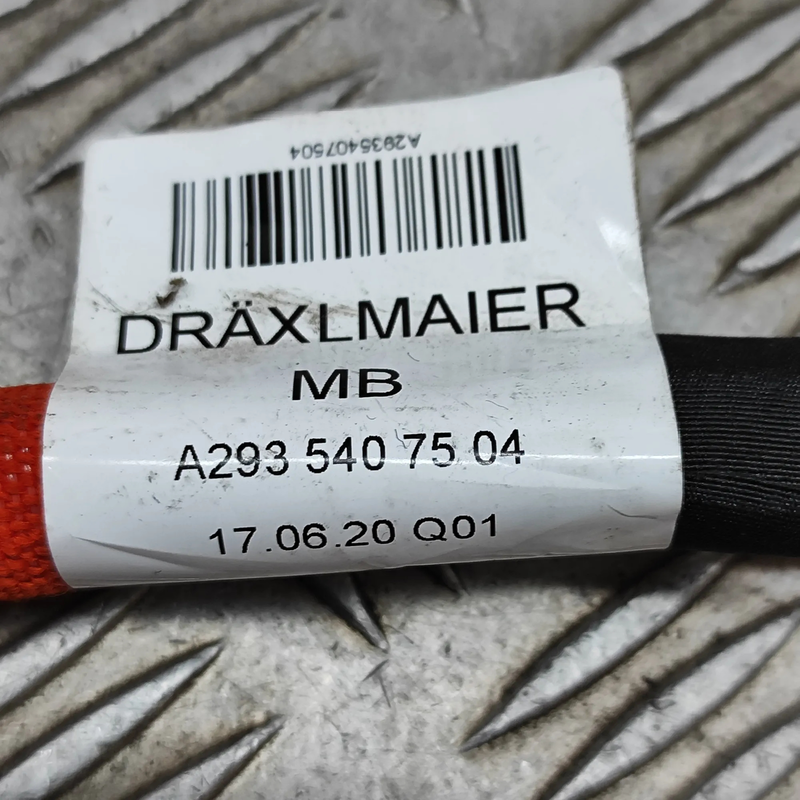 A2935407504
DRÄXLMAIER
MB
A293 540 75 04
17.06.20 Q01